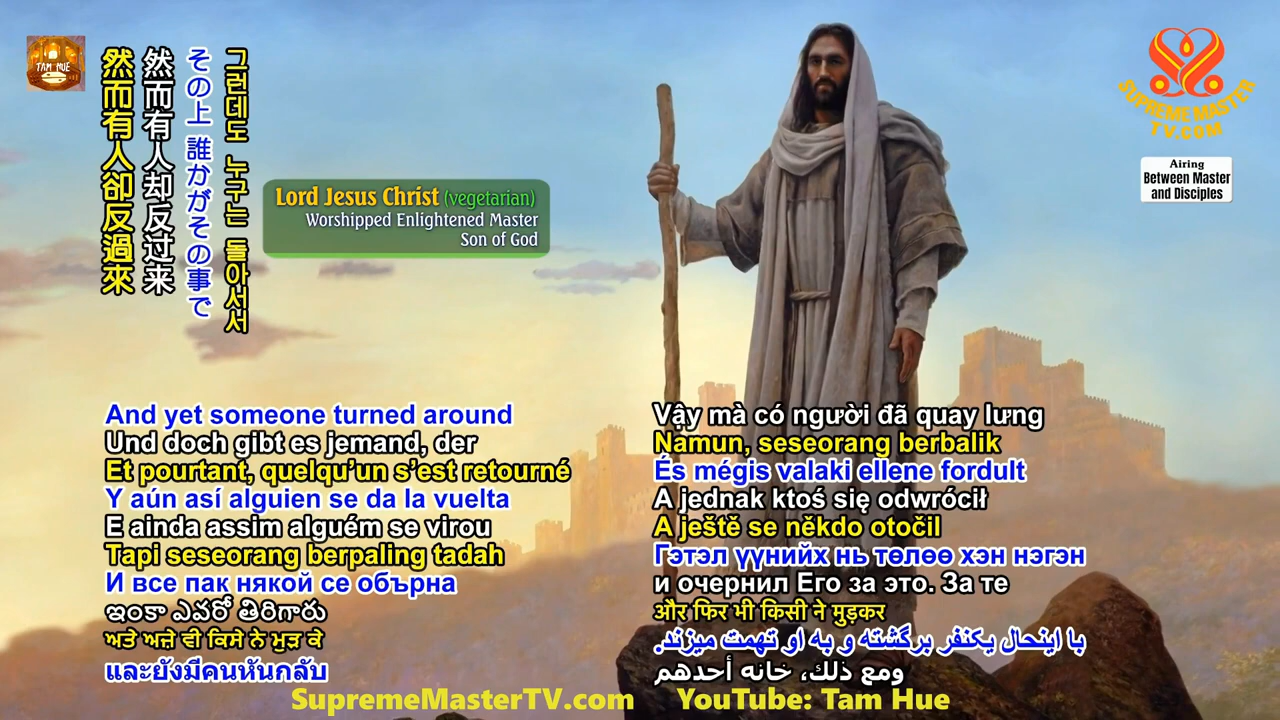 TAM HUE
然而有人卻反過來
然而有人却反过来
その上 誰かがその事で
그런데도 누구는 돌아서서
Lord Jesus Christ (vegetarian)
Worshipped Enlightened Master
Son of God
SUPREME MASTER
TV.COM
Airing
Between Master
and Disciples
And yet someone turned around
Und doch gibt es jemand, der
Et pourtant, quelqu’un s’est retourné
Y aún así alguien se da la vuelta
E ainda assim alguém se virou
Tapi seseorang berpaling tadah
И все пак някой се обърна
ఇంకా ఎవరో తిరిగారు
ਅਤੇ ਅਜੇ ਵੀ ਕਿਸੇ ਨੇ ਮੁੜ ਕੇ
และยังมีคนหันกลับ
Vậy mà có người đã quay lưng
Namun, seseorang berbalik
És mégis valaki ellene fordult
A jednak ktoś się odwrócił
A ještě se někdo otočil
Гэтэл үүнийх нь төлөө хэн нэгэн
и очернил Его за это. За те
और फिर भी किसी ने मुड़कर
با اینحال یکنفر برگشته و به او تهمت میزند.
ومع ذلك، خانه أحدهم
SupremeMasterTV.com
YouTube: Tam Hue